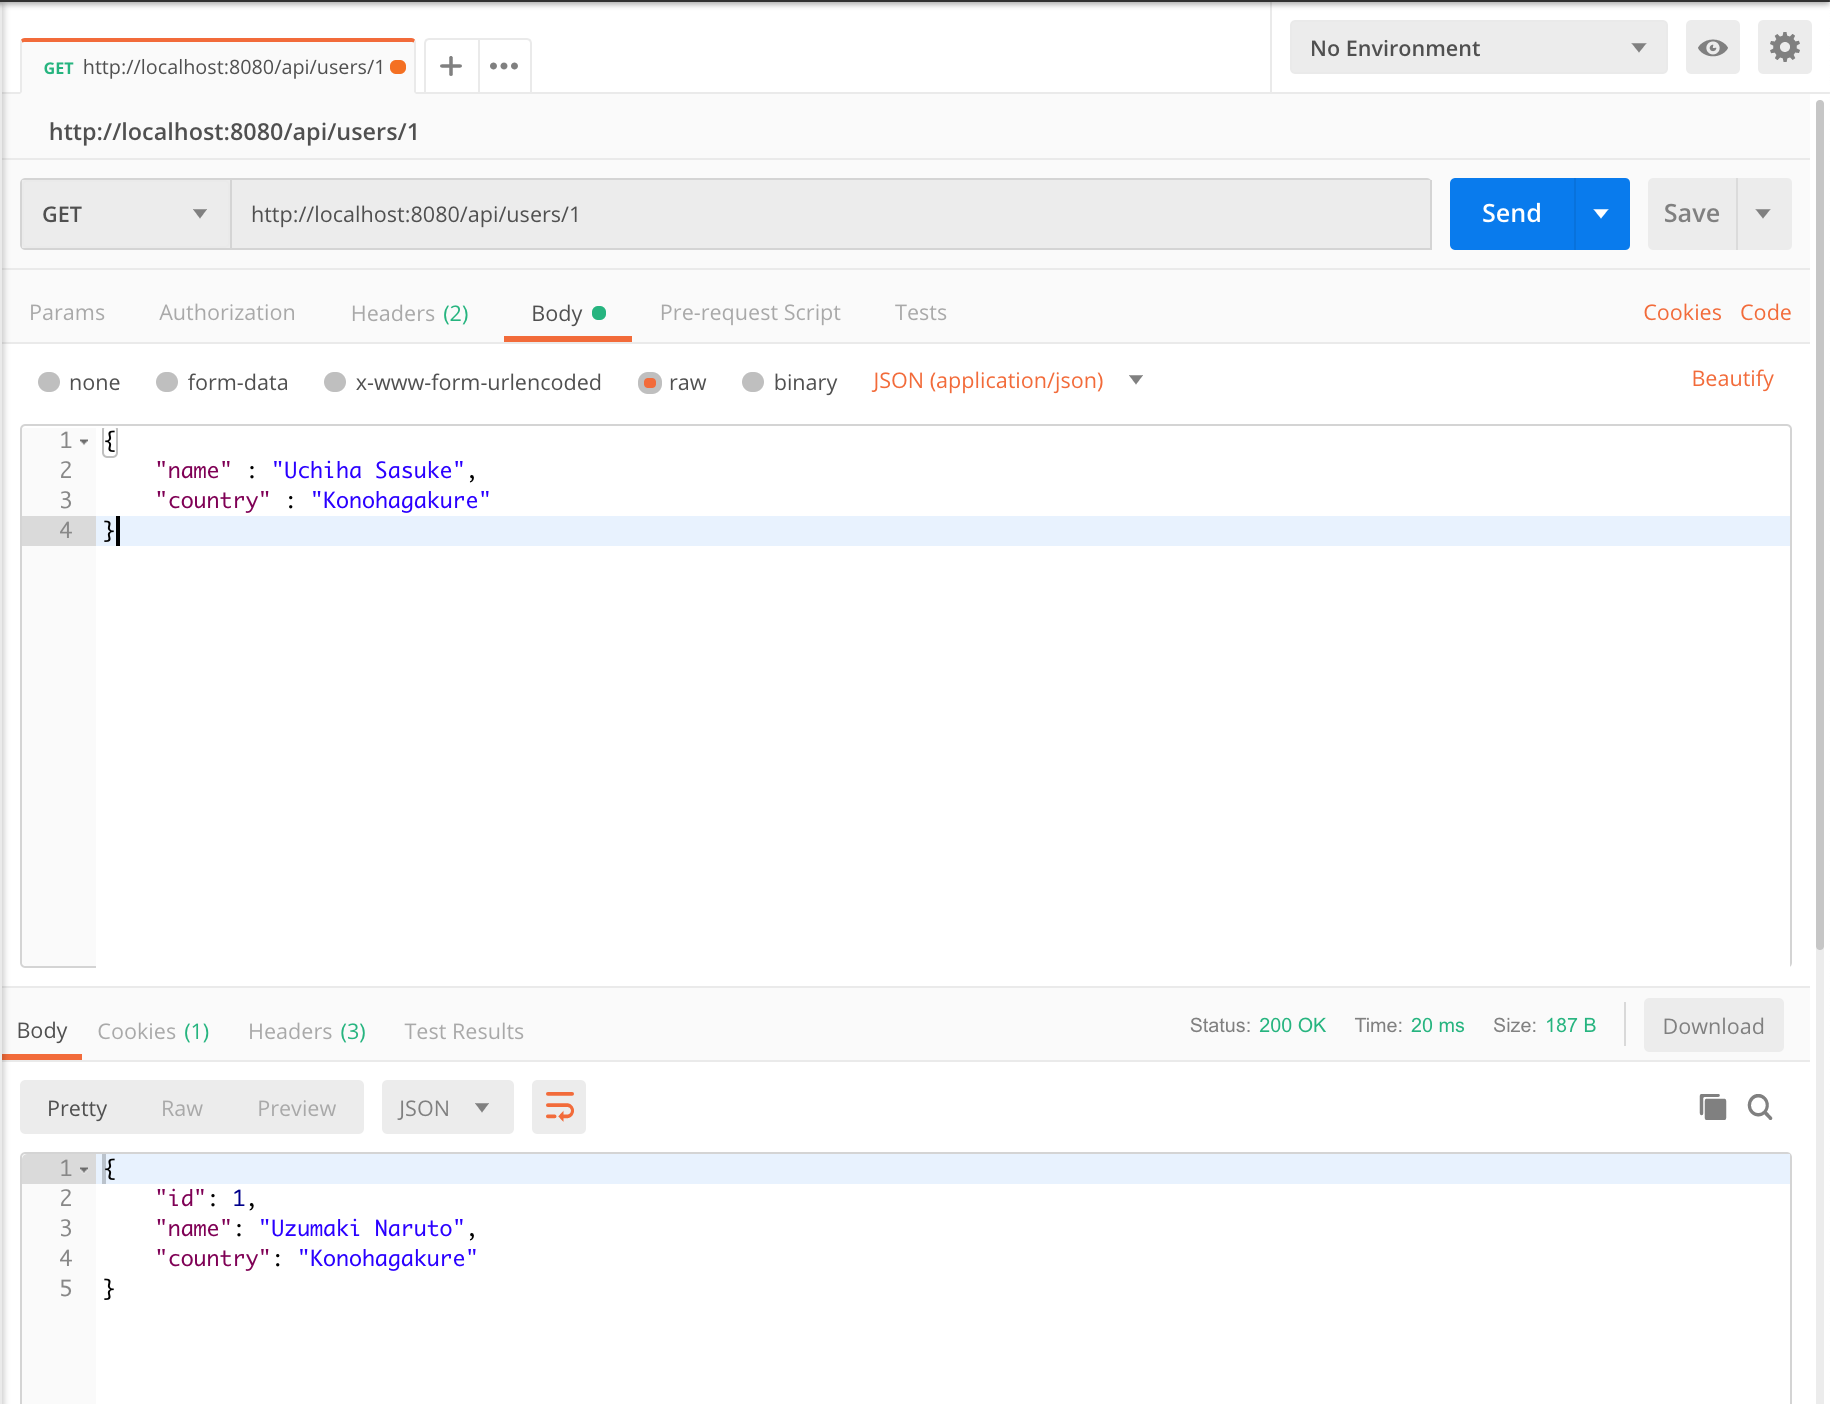 GET http://localhost:8080/api/users/1
No Environment
http://localhost:8080/api/users/1
GET http://localhost:8080/api/users/1 Send Save
Params Authorization Headers (2) Body Pre-request Script Tests Cookies Code
none form-data x-www-form-urlencoded raw binary JSON (application/json) Beautify
1 {
2 "name" : "Uchiha Sasuke",
3 "country" : "Konohagakure"
4 }
Body Cookies (1) Headers (3) Test Results Status: 200 OK Time: 20 ms Size: 187 B Download
Pretty Raw Preview JSON
1 {
2 "id": 1,
3 "name": "Uzumaki Naruto",
4 "country": "Konohagakure"
5 }